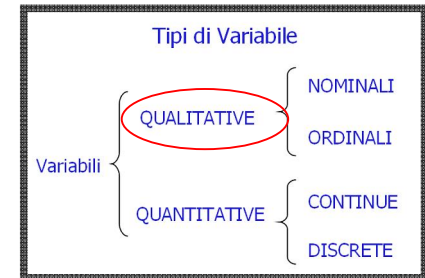 Tipi di Variabile
NOMINALI
QUALITATIVE
ORDINALI
Variabili
CONTINUE
QUANTITATIVE
DISCRETE